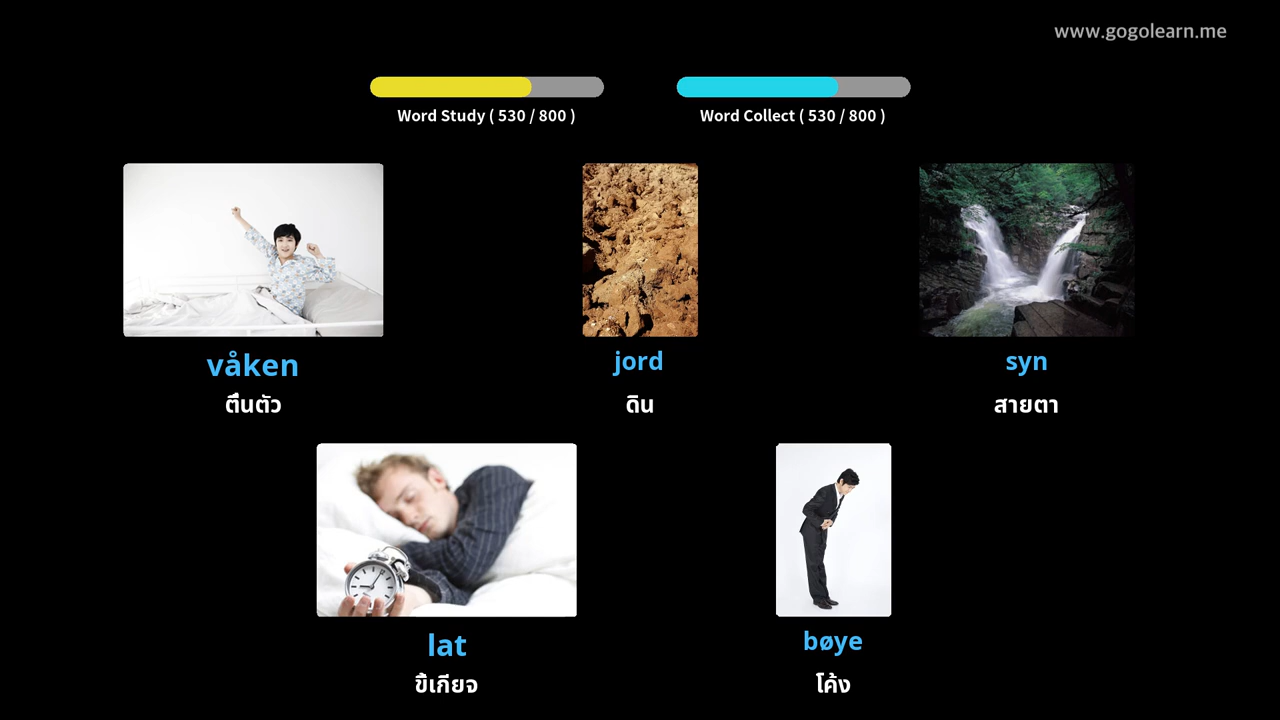 www.gogolearn.me
Word Study ( 530 / 800 )
Word Collect ( 530 / 800 )
våken
ตื่นตัว
jord
ดิน
syn
สายตา
lat
ขี้เกียจ
bøye
โค้ง